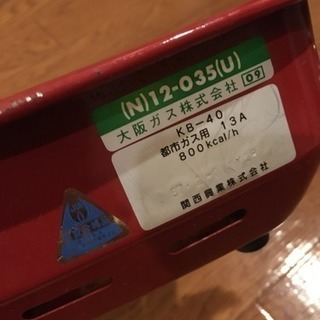 (N)12-035(U)
大阪ガス株式会社 09
KB-40
都市ガス用 13A
800kcal/h
関西興業株式会社